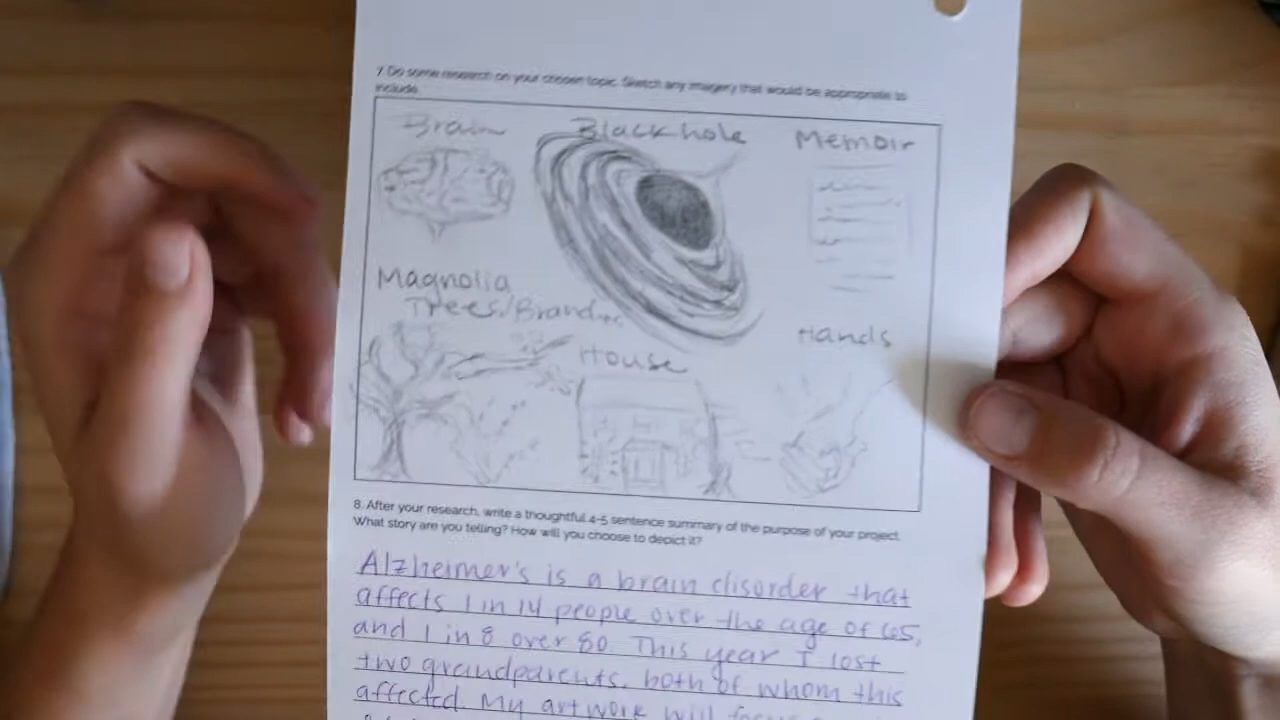 7. Do some research on your chosen topic. Sketch any imagery that would be appropriate to
include.
Brain
Black hole
Memoir
Magnolia
Trees/Branches
House
Hands
8. After your research, write a thoughtful 4-5 sentence summary of the purpose of your project.
What story are you telling? How will you choose to depict it?
Alzheimer's is a brain disorder that
affects 1 in 14 people over the age of 65,
and 1 in 8 over 80. This year I lost
two grandparents, both of whom this
affected. My artwork will focus